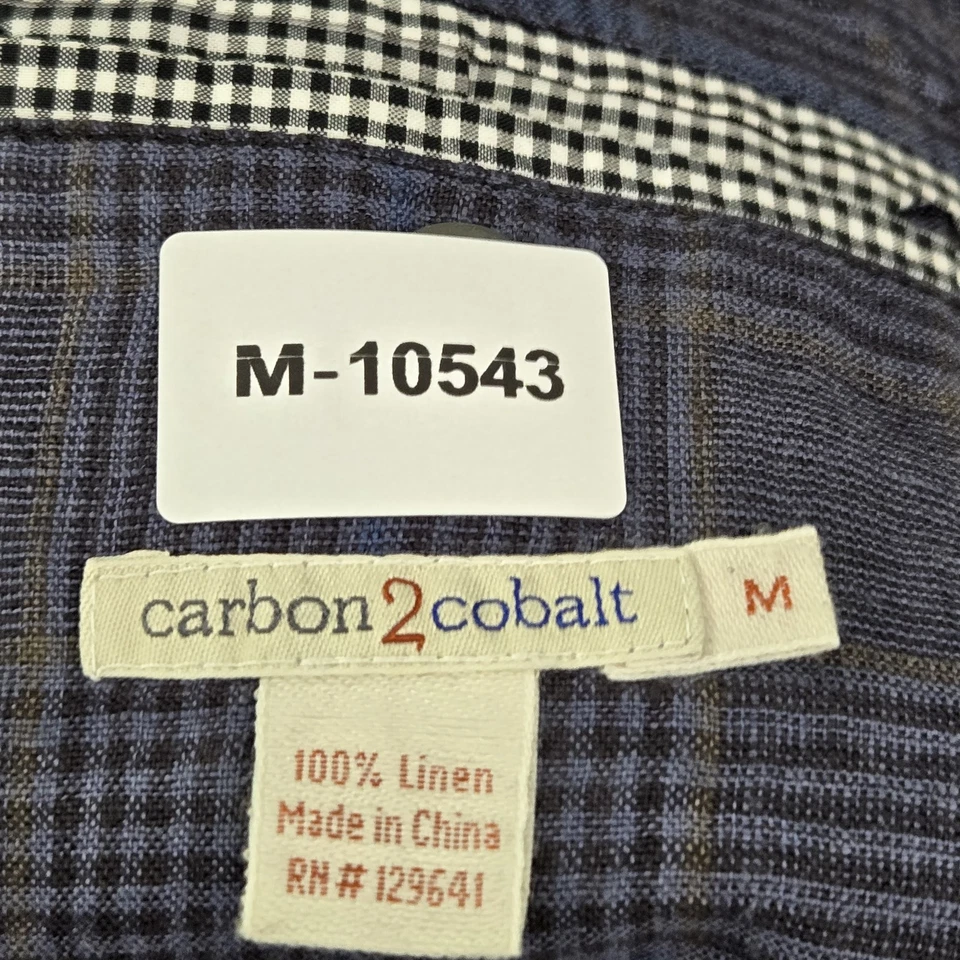 M-10543
carbon2cobalt
M
100% Linen
Made in China
RN# 129641